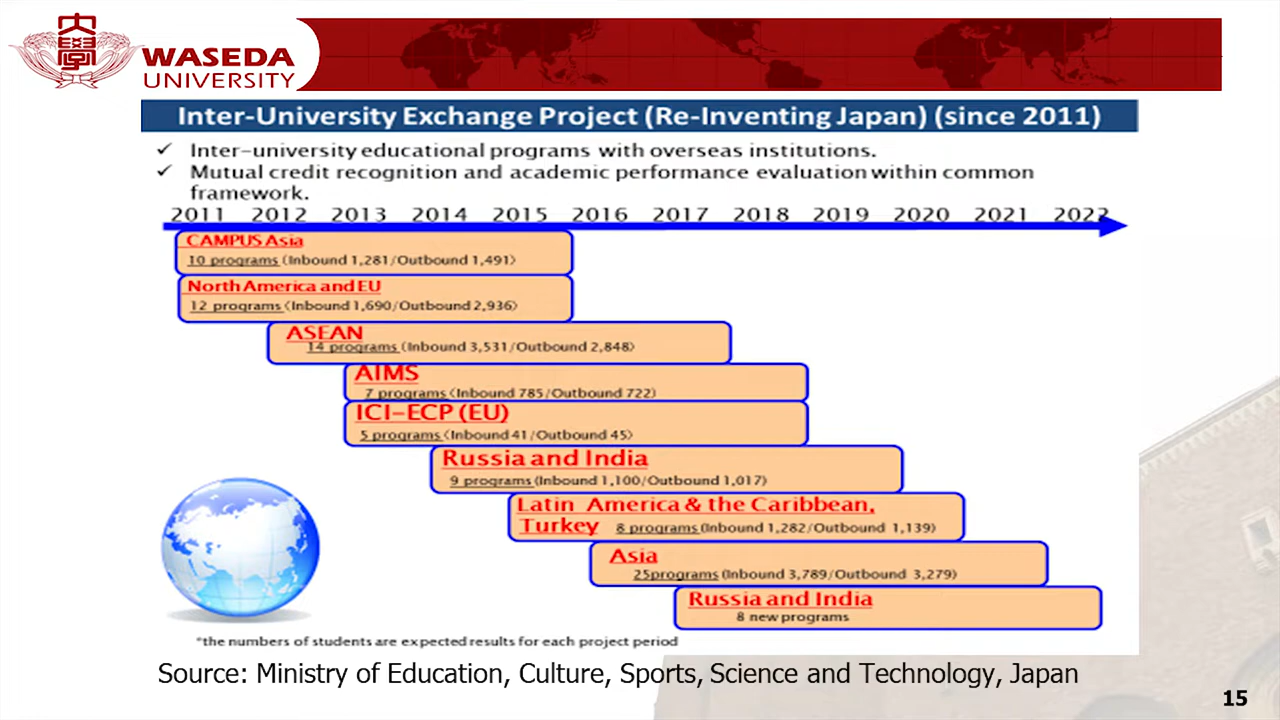 大學
WASEDA
UNIVERSITY
Inter-University Exchange Project (Re-Inventing Japan) (since 2011)
✓ Inter-university educational programs with overseas institutions.
✓ Mutual credit recognition and academic performance evaluation within common
framework.
2011 2012 2013 2014 2015 2016 2017 2018 2019 2020 2021 2022
CAMPUS Asia
10 programs (Inbound 1,281/Outbound 1,491)
North America and EU
12 programs (Inbound 1,690/Outbound 2,936)
ASEAN
14 programs (Inbound 3,531/Outbound 2,848)
AIMS
7 programs (Inbound 785/Outbound 722)
ICI-ECP (EU)
5 programs (Inbound 41/Outbound 45)
Russia and India
9 programs (Inbound 1,100/Outbound 1,017)
Latin America & the Caribbean,
Turkey 8 programs (Inbound 1,282/Outbound 1,139)
Asia
25programs (Inbound 3,789/Outbound 3,279)
Russia and India
8 new programs
*the numbers of students are expected results for each project period
Source: Ministry of Education, Culture, Sports, Science and Technology, Japan
15